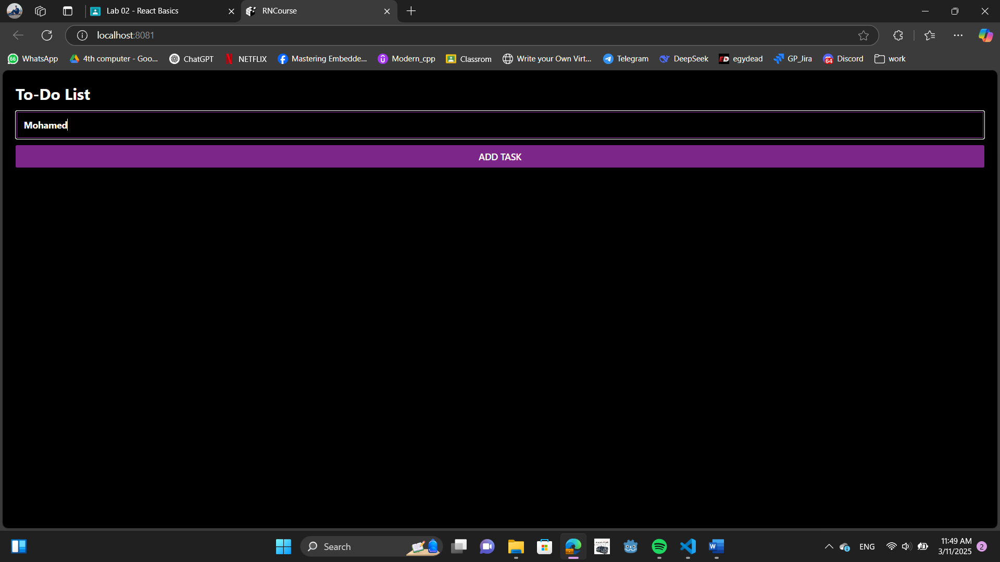 Lab 02 - React Basics
RNCourse
localhost:8081
66 WhatsApp
4th computer - Goo...
ChatGPT
NETFLIX
Mastering Embedde...
Modern_cpp
Classrom
Write your Own Virt...
Telegram
DeepSeek
ED egydead
GP_Jira
64 Discord
work
To-Do List
Mohamed
ADD TASK
Search
W
ENG
11:49 AM
3/11/2025
2